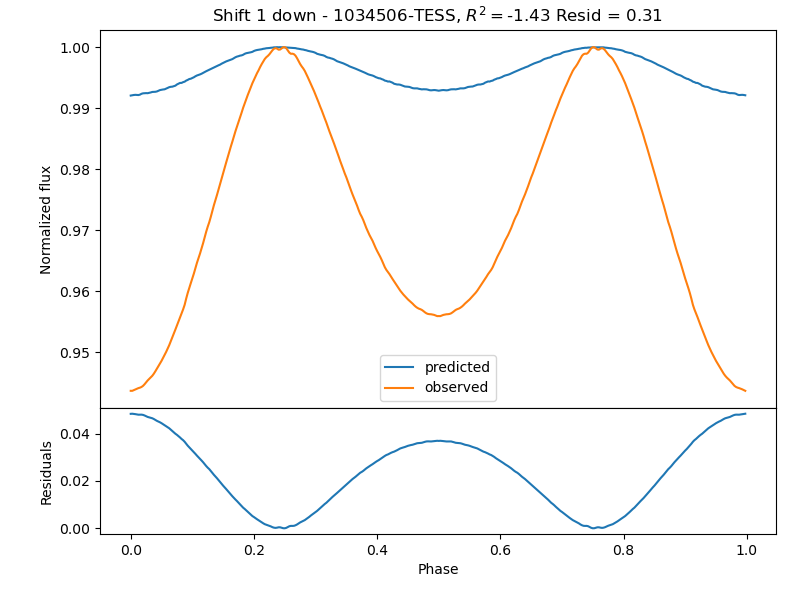 Shift 1 down - 1034506-TESS, R² = -1.43 Resid = 0.31
1.00
0.99
0.98
0.97
0.96
0.95
Normalized flux
predicted
observed
0.04
0.02
0.00
Residuals
0.0 0.2 0.4 0.6 0.8 1.0
Phase